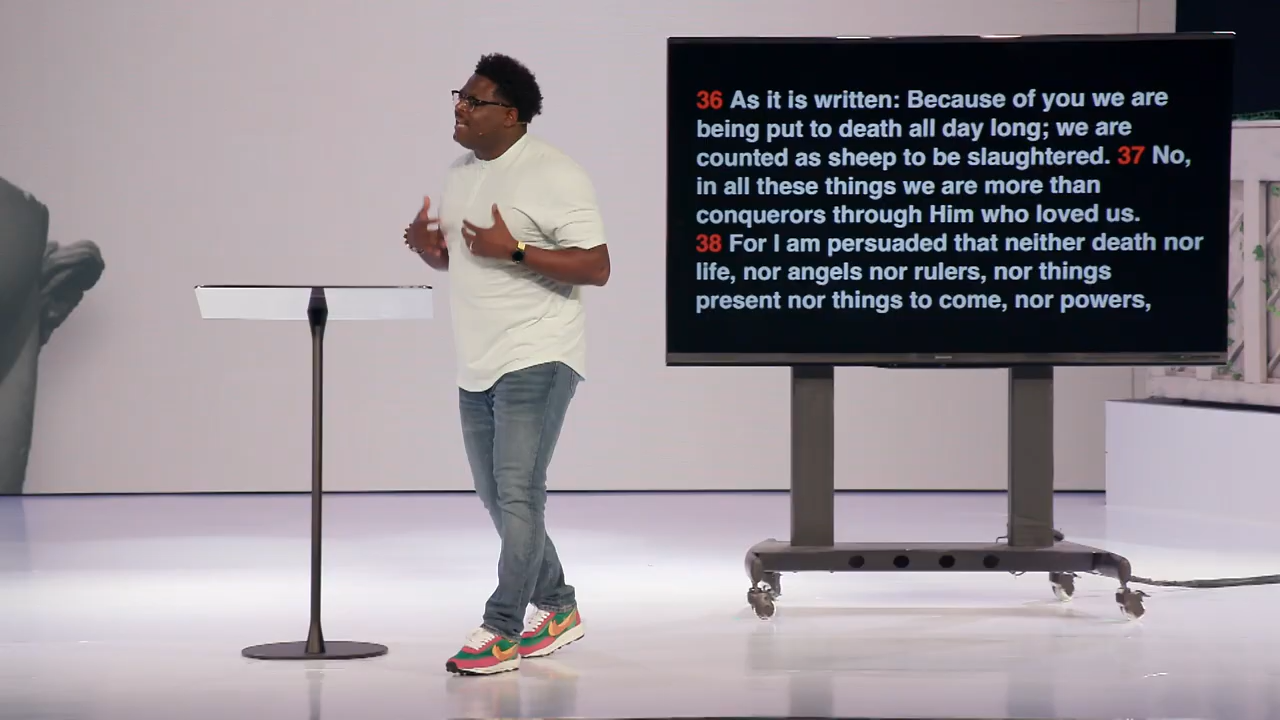 36 As it is written: Because of you we are
being put to death all day long; we are
counted as sheep to be slaughtered. 37 No,
in all these things we are more than
conquerors through Him who loved us.
38 For I am persuaded that neither death nor
life, nor angels nor rulers, nor things
present nor things to come, nor powers,